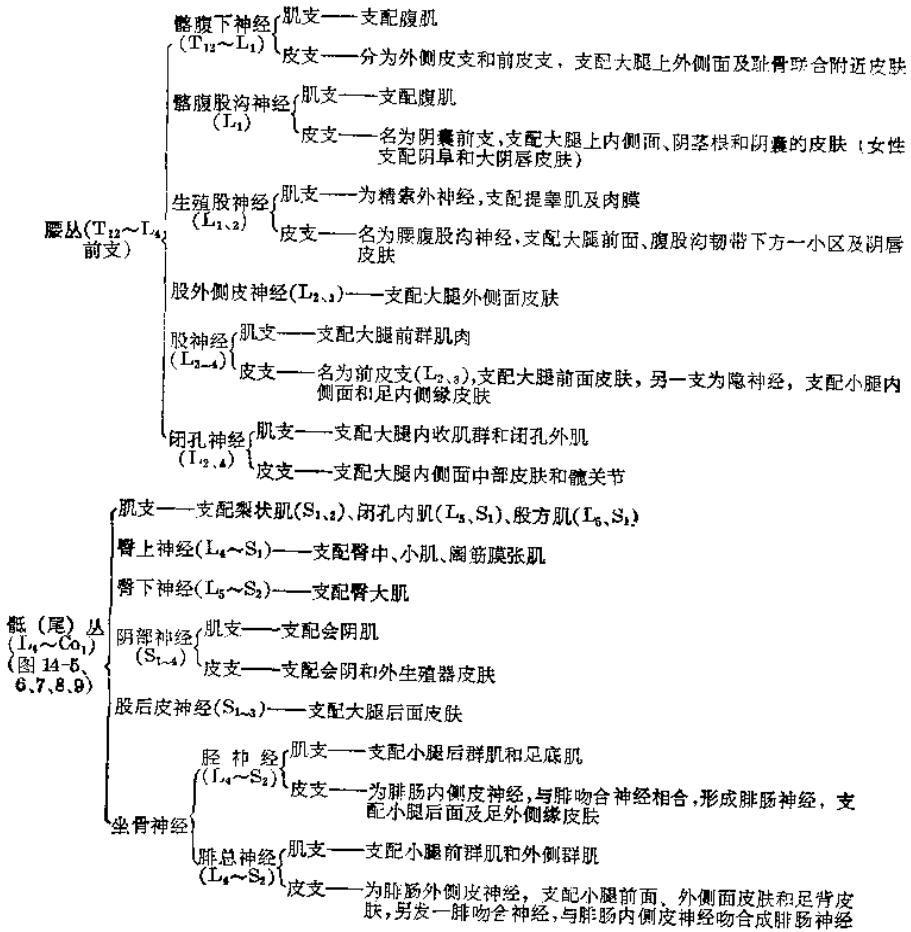 髂腹下神经
(T₁₂～L₁)
肌支——支配腹肌
皮支——分为外侧皮支和前皮支，支配大腿上外侧面及耻骨联合附近皮肤
髂腹股沟神经
(L₁)
肌支——支配腹肌
皮支——名为阴囊前支,支配大腿上内侧面、阴茎根和阴囊的皮肤（女性
支配阴阜和大阴唇皮肤）
腰丛(T₁₂～L₄
前支)
生殖股神经
(L₁、₂)
肌支——为精索外神经,支配提睾肌及肉膜
皮支——名为腰腹股沟神经,支配大腿前面、腹股沟韧带下方一小区及阴唇
皮肤
股外侧皮神经(L₂、₃)——支配大腿外侧面皮肤
股神经
(L₂₋₄)
肌支——支配大腿前群肌肉
皮支——名为前皮支(L₂、₃),支配大腿前面皮肤，另一支为隐神经，支配小腿内
侧面和足内侧缘皮肤
闭孔神经
(L₂、₄)
肌支——支配大腿内收肌群和闭孔外肌
皮支——支配大腿内侧面中部皮肤和髋关节
骶（尾）丛
(L₄～Co₁)
(图14-5、
6、7、8、9)
肌支——支配梨状肌(S₁、₂)、闭孔内肌(L₅、S₁)、股方肌(L₅、S₁)
臀上神经(L₄～S₁)——支配臀中、小肌、阔筋膜张肌
臀下神经(L₅～S₂)——支配臀大肌
阴部神经
(S₁～₄)
肌支——支配会阴肌
皮支——支配会阴和外生殖器皮肤
股后皮神经(S₁～₃)——支配大腿后面皮肤
坐骨神经
胫神经
(L₄～S₂)
肌支——支配小腿后群肌和足底肌
皮支——为腓肠内侧皮神经,与腓吻合神经相合,形成腓肠神经，支
配小腿后面及足外侧缘皮肤
腓总神经
(L₄～S₂)
肌支——支配小腿前群肌和外侧群肌
皮支——为腓肠外侧皮神经，支配小腿前面、外侧面皮肤和足背皮
肤,另发一腓吻合神经,与腓肠内侧皮神经吻合成腓肠神经